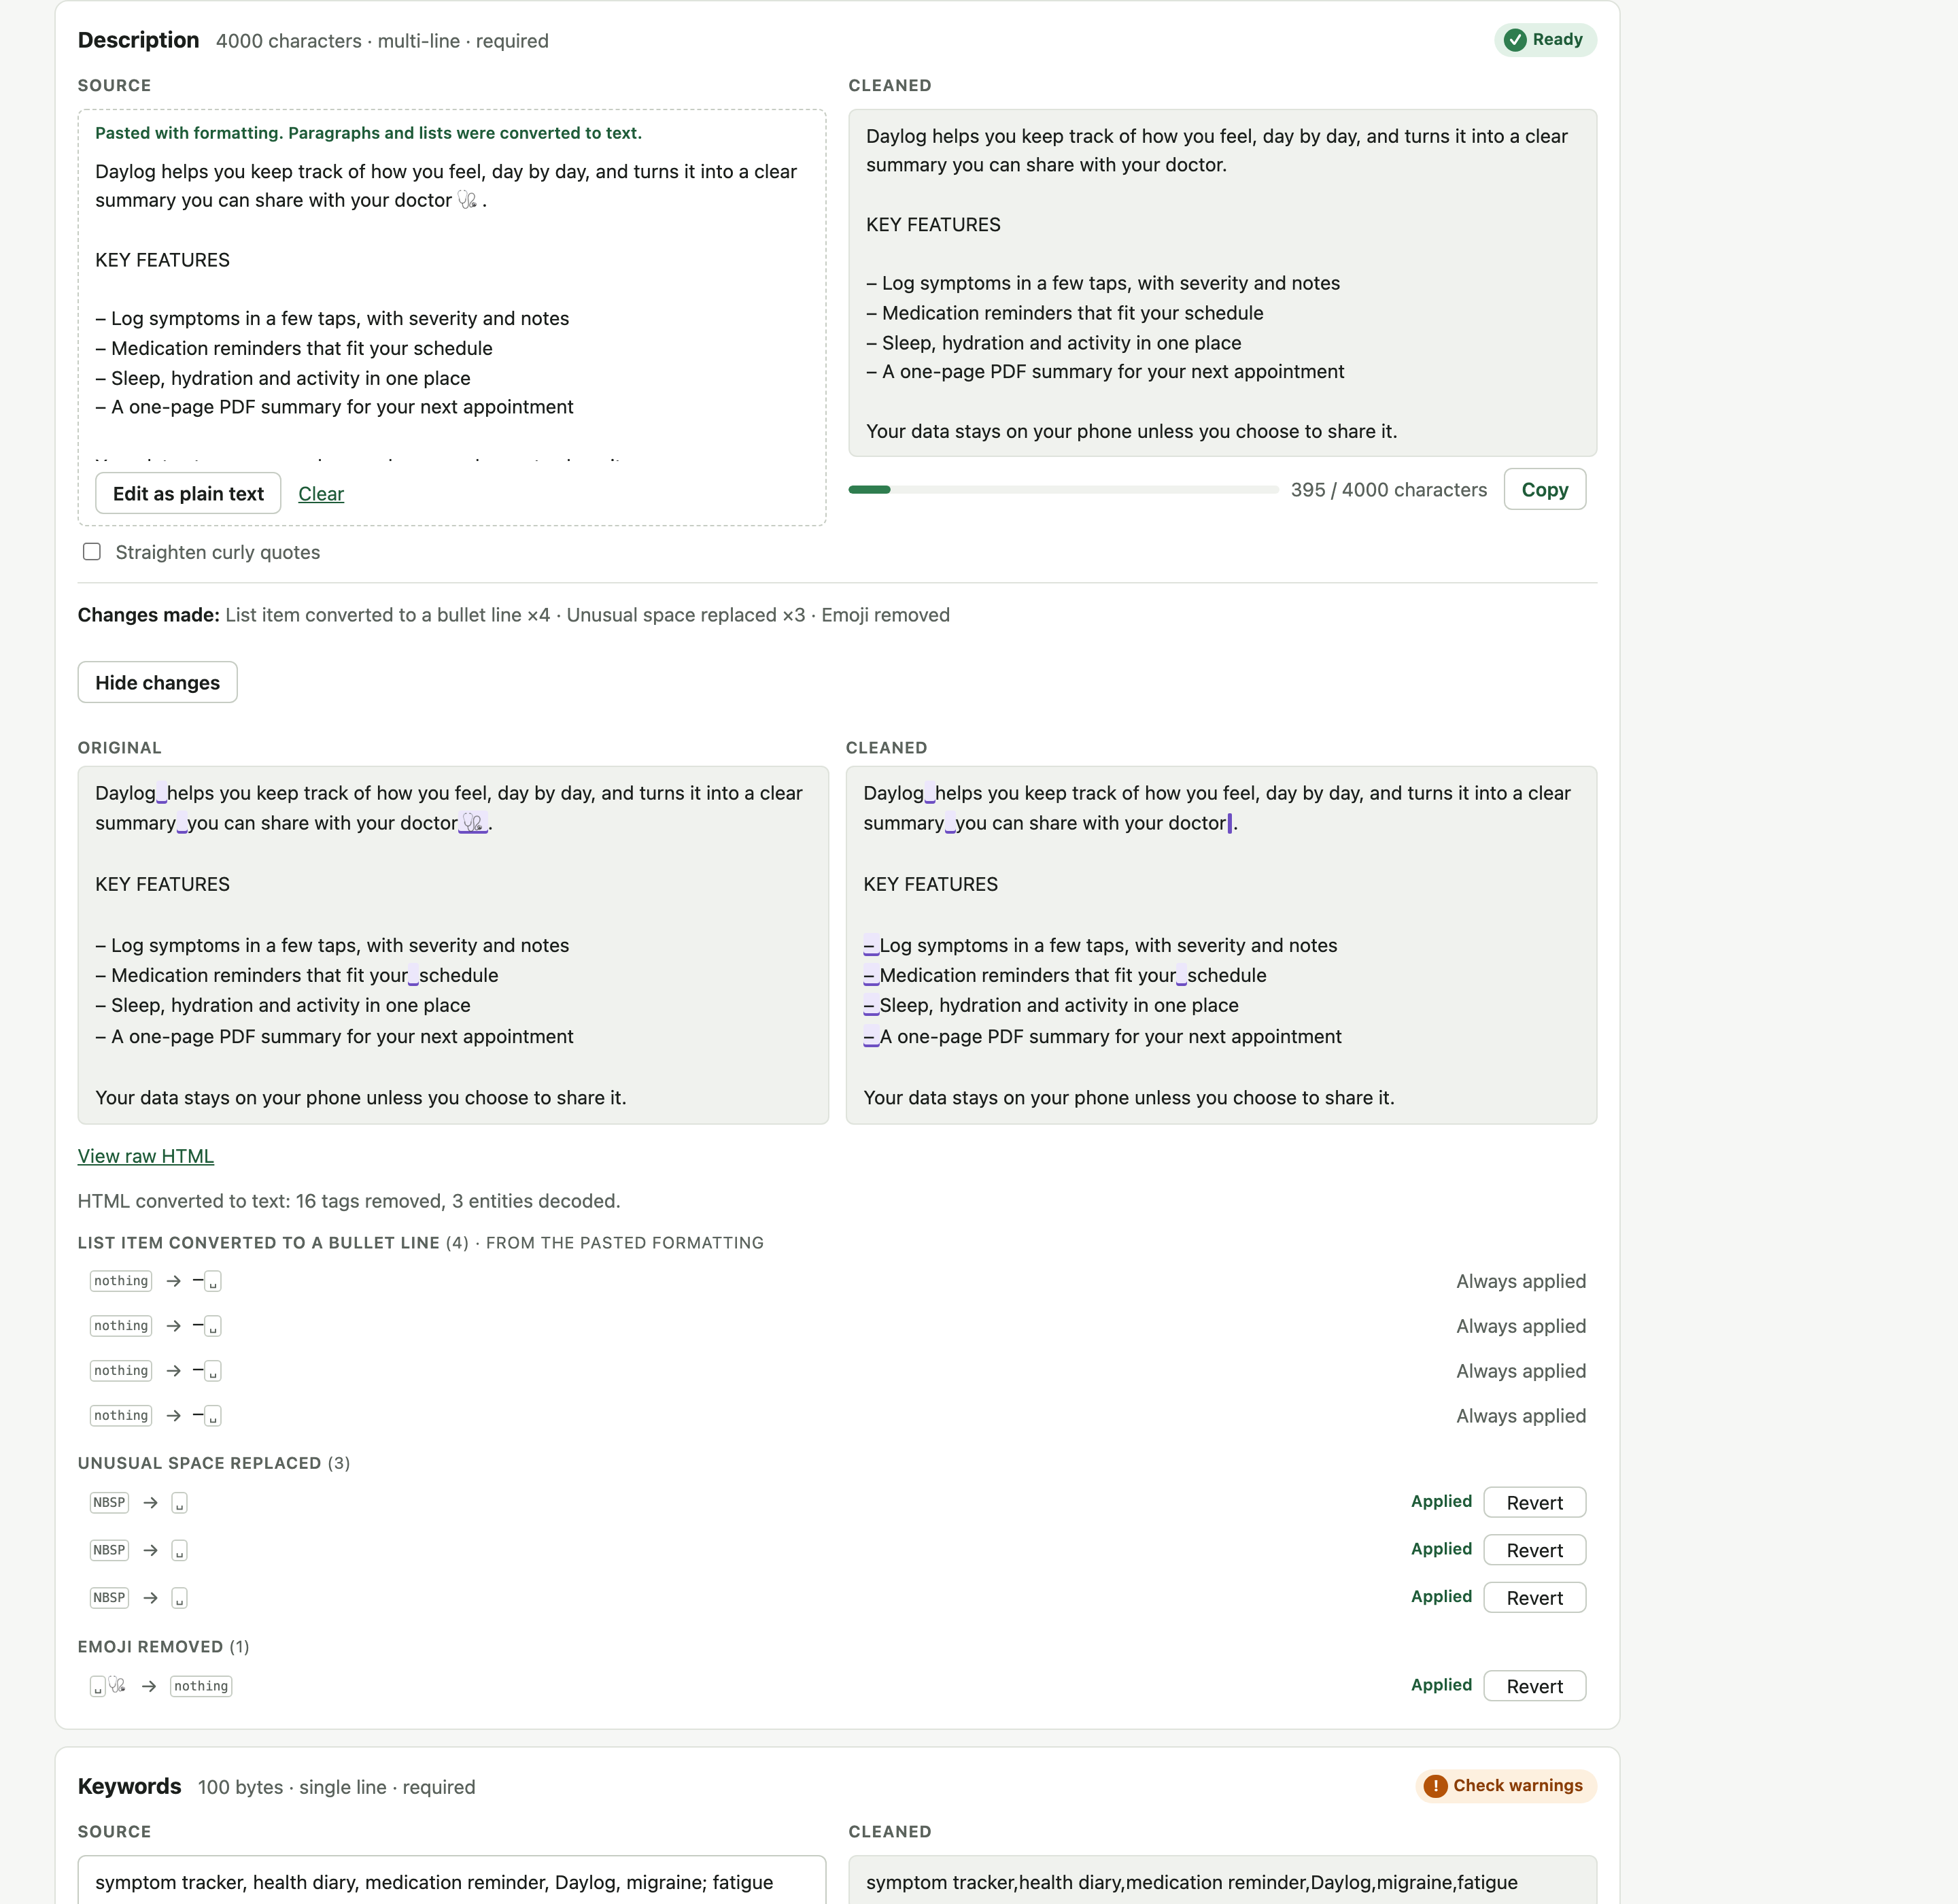 Description 4000 characters · multi-line · required
Ready
SOURCE
Pasted with formatting. Paragraphs and lists were converted to text.
Daylog helps you keep track of how you feel, day by day, and turns it into a clear
summary you can share with your doctor 🩺 .
KEY FEATURES
– Log symptoms in a few taps, with severity and notes
– Medication reminders that fit your schedule
– Sleep, hydration and activity in one place
– A one-page PDF summary for your next appointment
Edit as plain text
Clear
CLEANED
Daylog helps you keep track of how you feel, day by day, and turns it into a clear
summary you can share with your doctor.
KEY FEATURES
– Log symptoms in a few taps, with severity and notes
– Medication reminders that fit your schedule
– Sleep, hydration and activity in one place
– A one-page PDF summary for your next appointment
Your data stays on your phone unless you choose to share it.
395 / 4000 characters
Copy
Straighten curly quotes
Changes made: List item converted to a bullet line ×4 · Unusual space replaced ×3 · Emoji removed
Hide changes
ORIGINAL
Daylog helps you keep track of how you feel, day by day, and turns it into a clear
summary you can share with your doctor 🩺.
KEY FEATURES
– Log symptoms in a few taps, with severity and notes
– Medication reminders that fit your schedule
– Sleep, hydration and activity in one place
– A one-page PDF summary for your next appointment
Your data stays on your phone unless you choose to share it.
CLEANED
Daylog helps you keep track of how you feel, day by day, and turns it into a clear
summary you can share with your doctor.
KEY FEATURES
– Log symptoms in a few taps, with severity and notes
– Medication reminders that fit your schedule
– Sleep, hydration and activity in one place
– A one-page PDF summary for your next appointment
Your data stays on your phone unless you choose to share it.
View raw HTML
HTML converted to text: 16 tags removed, 3 entities decoded.
LIST ITEM CONVERTED TO A BULLET LINE (4) · FROM THE PASTED FORMATTING
nothing → –␣ Always applied
nothing → –␣ Always applied
nothing → –␣ Always applied
nothing → –␣ Always applied
UNUSUAL SPACE REPLACED (3)
NBSP → ␣ Applied Revert
NBSP → ␣ Applied Revert
NBSP → ␣ Applied Revert
EMOJI REMOVED (1)
␣🩺 → nothing Applied Revert
Keywords 100 bytes · single line · required
! Check warnings
SOURCE
symptom tracker, health diary, medication reminder, Daylog, migraine; fatigue
CLEANED
symptom tracker,health diary,medication reminder,Daylog,migraine,fatigue